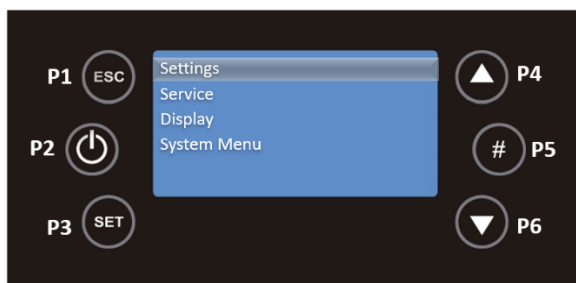 P1 ESC
Settings
Service
Display
System Menu
P2
P3 SET
P4
# P5
P6